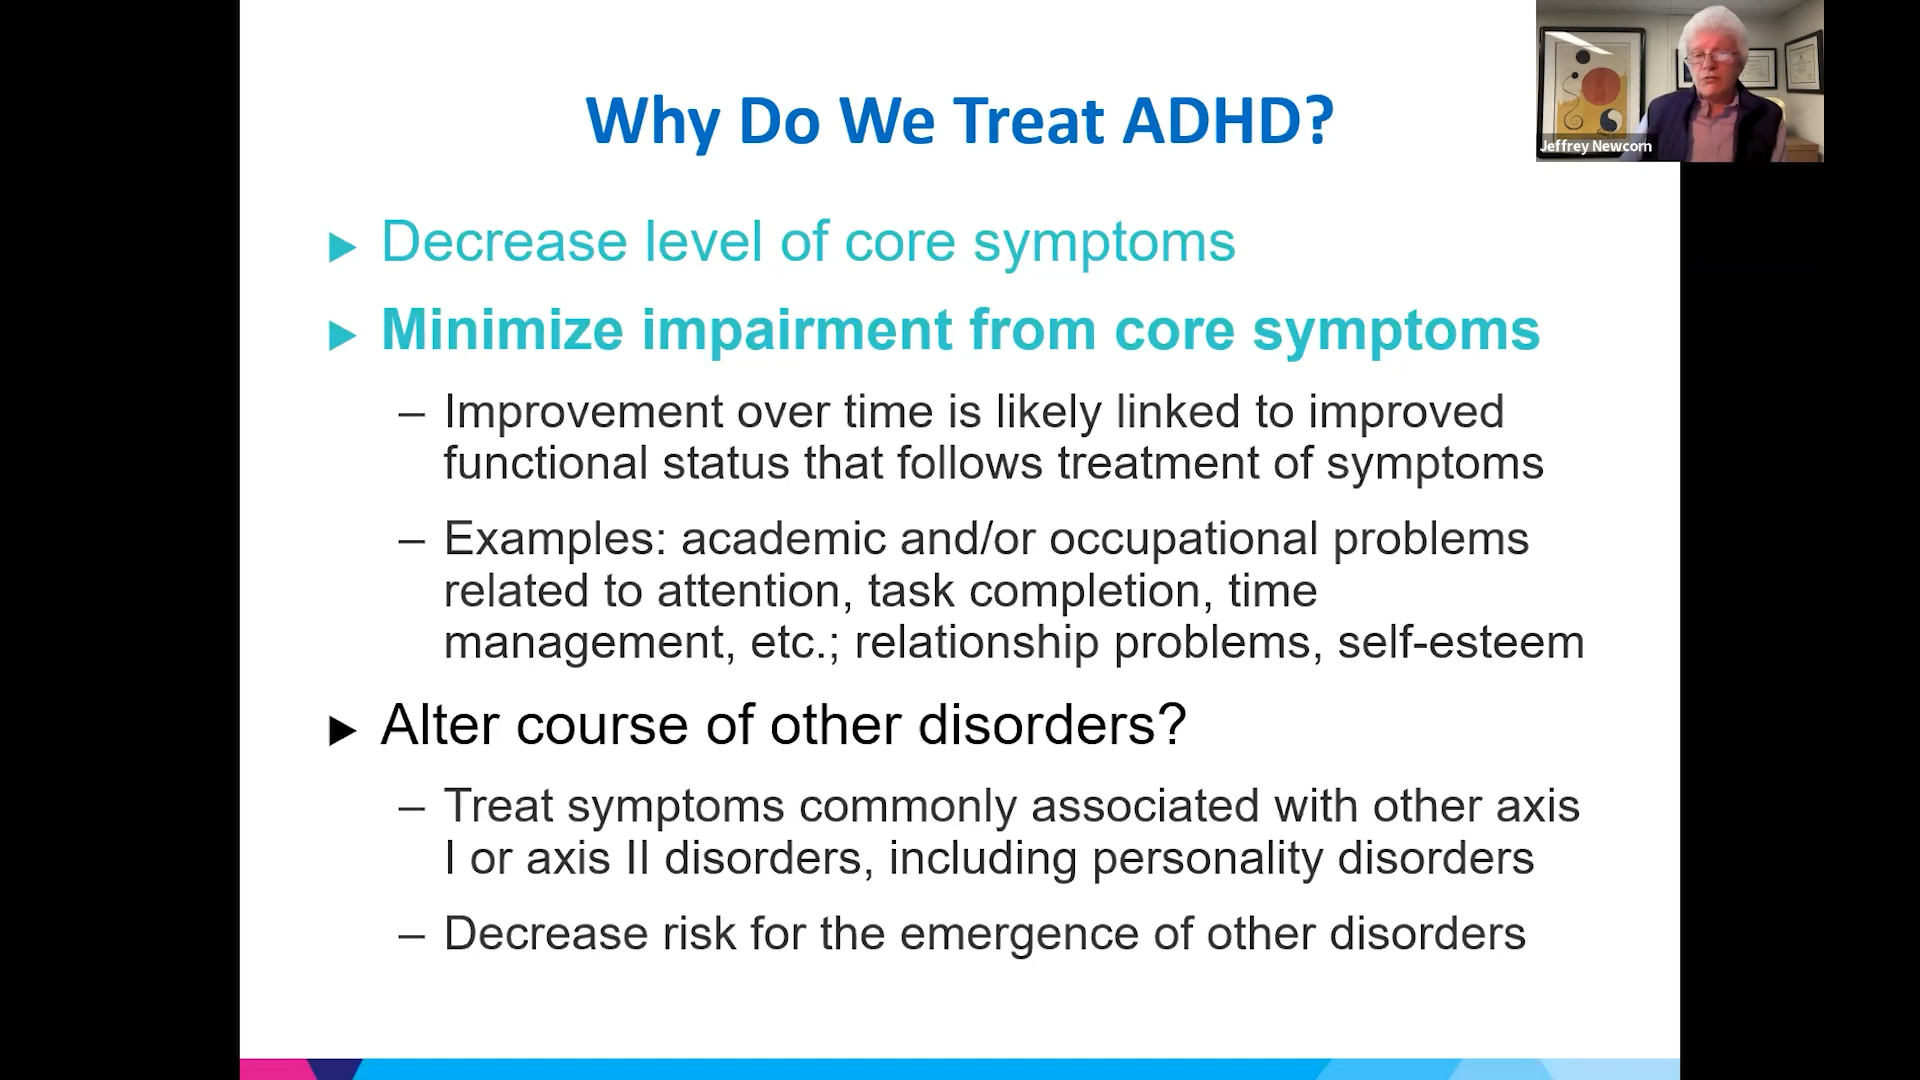 Why Do We Treat ADHD?
Jeffrey Newcorn
► Decrease level of core symptoms
► Minimize impairment from core symptoms
– Improvement over time is likely linked to improved
functional status that follows treatment of symptoms
– Examples: academic and/or occupational problems
related to attention, task completion, time
management, etc.; relationship problems, self-esteem
► Alter course of other disorders?
– Treat symptoms commonly associated with other axis
I or axis II disorders, including personality disorders
– Decrease risk for the emergence of other disorders